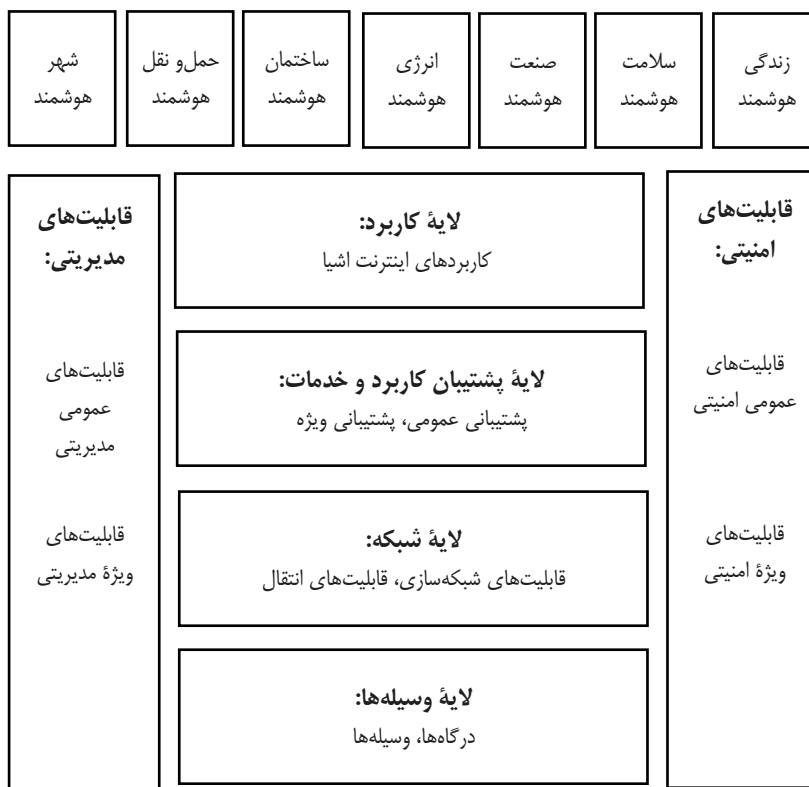 زندگی
هوشمند
سلامت
هوشمند
صنعت
هوشمند
انرژی
هوشمند
ساختمان
هوشمند
حمل‌و نقل
هوشمند
شهر
هوشمند
قابلیت‌های
امنیتی:
قابلیت‌های
عمومی امنیتی
قابلیت‌های
ویژهٔ امنیتی
لایهٔ کاربرد:
کاربردهای اینترنت اشیا
لایهٔ پشتیبان کاربرد و خدمات:
پشتیبانی عمومی، پشتیبانی ویژه
لایهٔ شبکه:
قابلیت‌های شبکه‌سازی، قابلیت‌های انتقال
لایهٔ وسیله‌ها:
درگاه‌ها، وسیله‌ها
قابلیت‌های
مدیریتی:
قابلیت‌های
عمومی
مدیریتی
قابلیت‌های
ویژهٔ مدیریتی